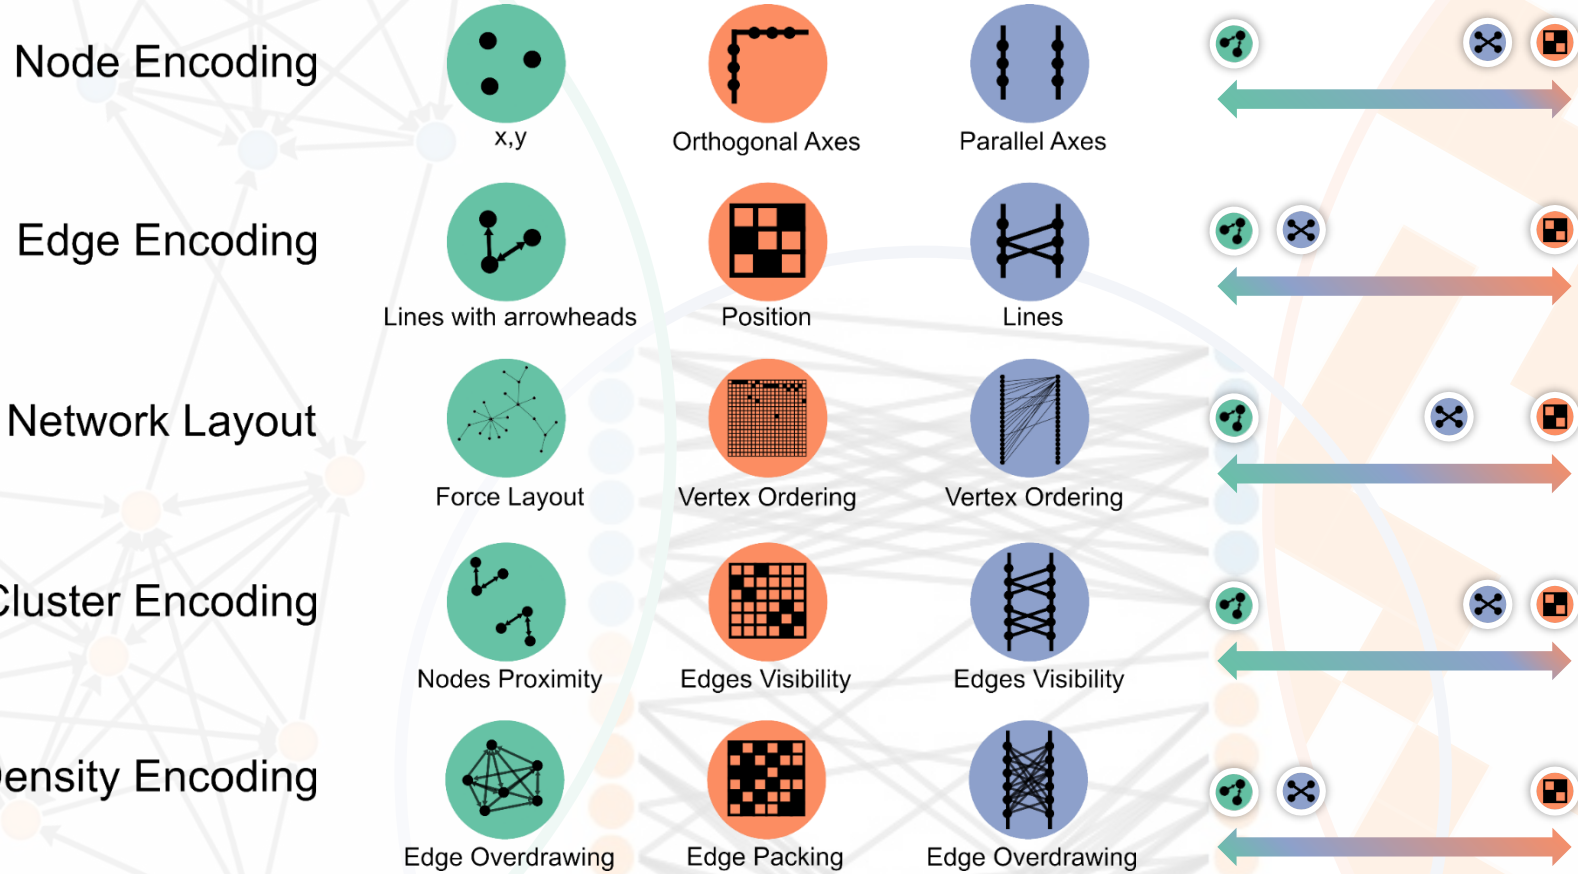 Node Encoding
x,y
Orthogonal Axes
Parallel Axes
Edge Encoding
Lines with arrowheads
Position
Lines
Network Layout
Force Layout
Vertex Ordering
Vertex Ordering
Cluster Encoding
Nodes Proximity
Edges Visibility
Edges Visibility
Density Encoding
Edge Overdrawing
Edge Packing
Edge Overdrawing